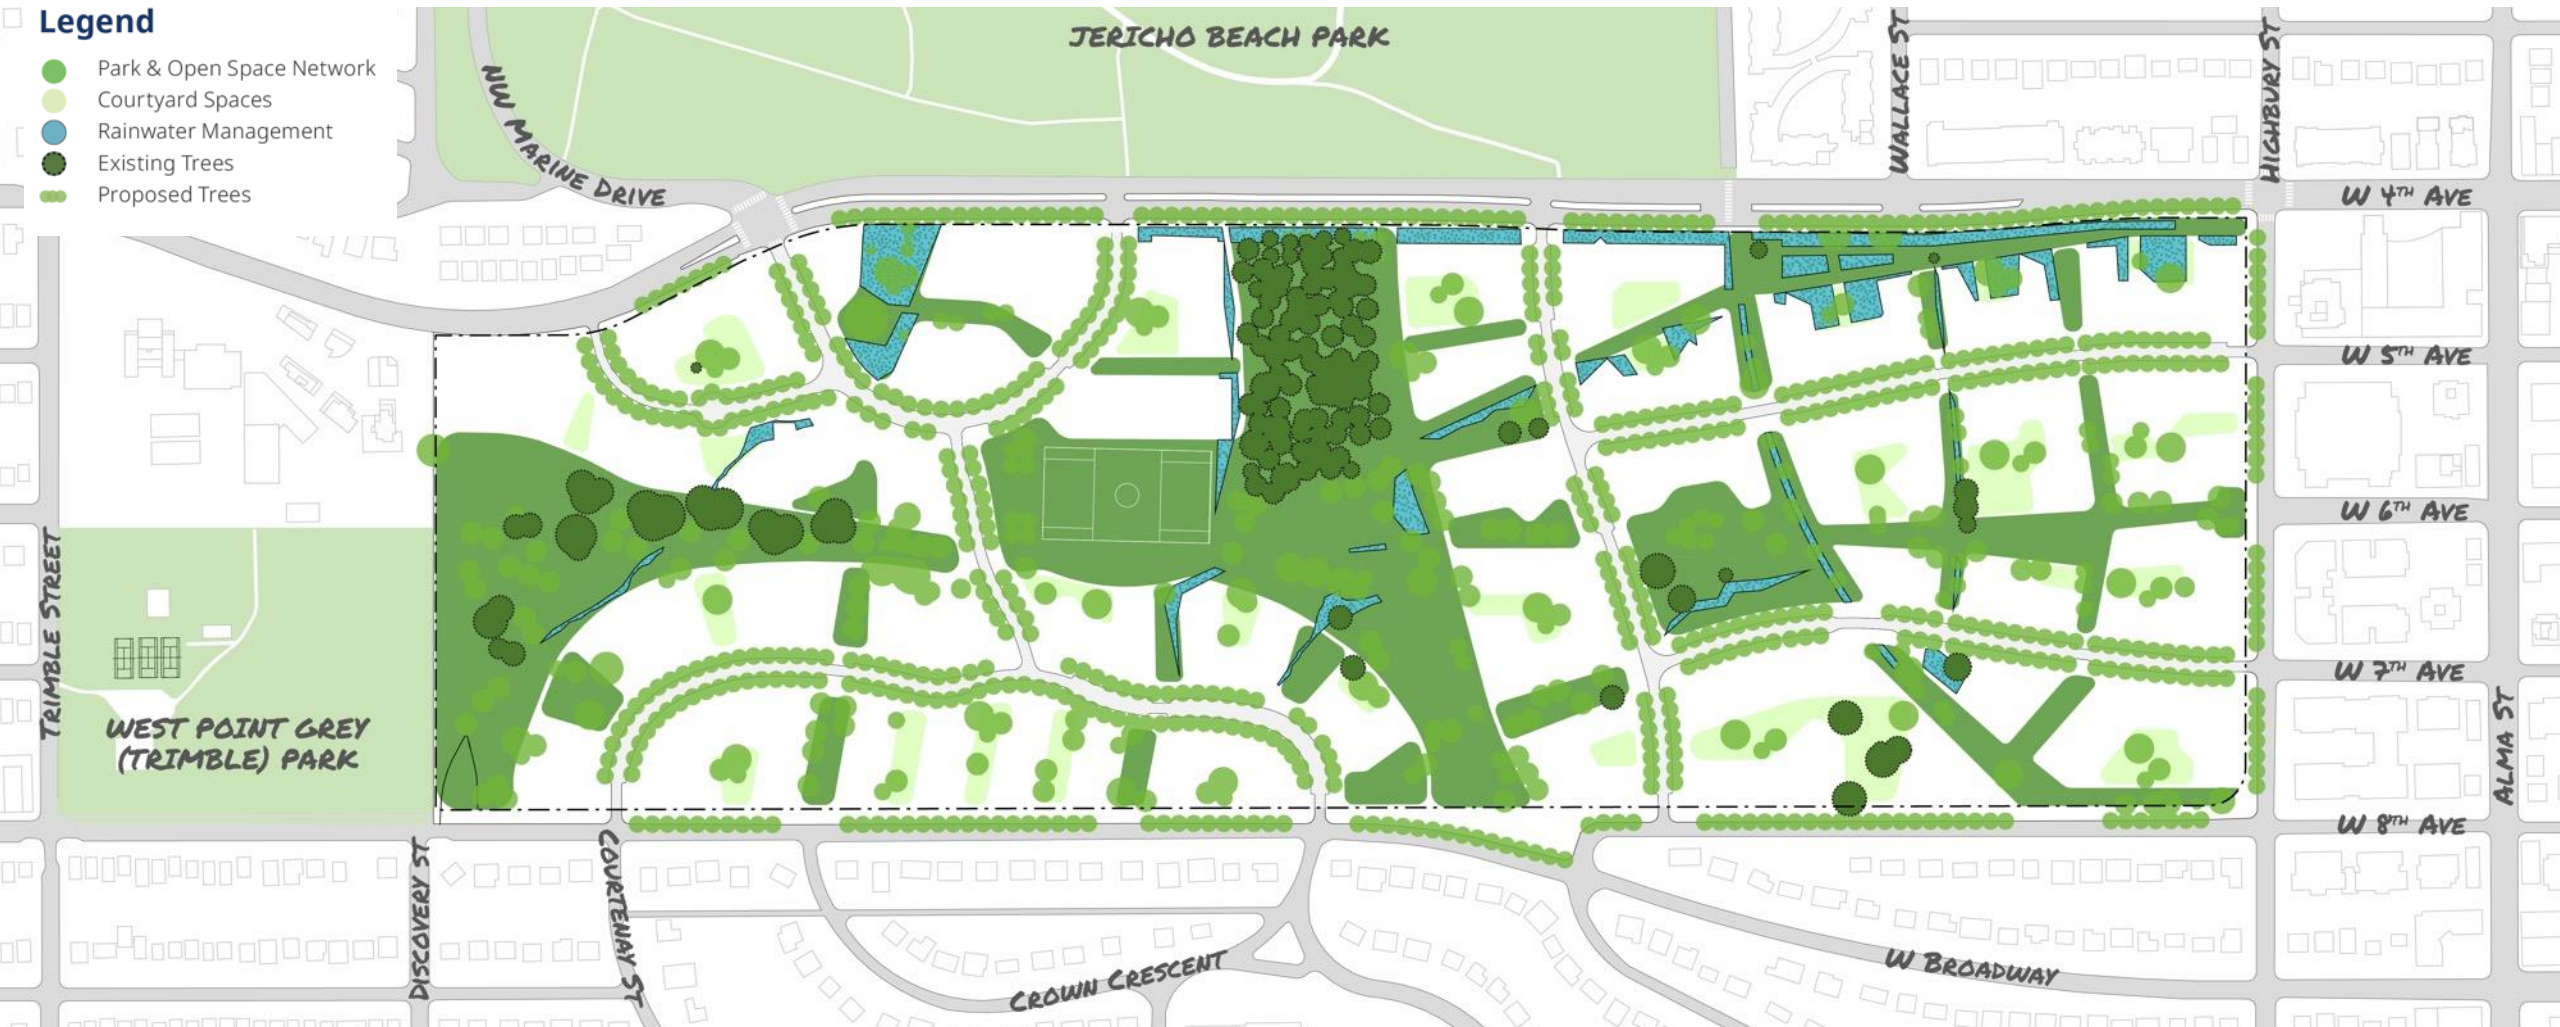 Legend
Park & Open Space Network
Courtyard Spaces
Rainwater Management
Existing Trees
Proposed Trees
JERICHO BEACH PARK
NW MARINE DRIVE
WALLACE ST
HIGHBURY ST
W 4TH AVE
W 5TH AVE
W 6TH AVE
TRIMBLE STREET
WEST POINT GREY
(TRIMBLE) PARK
W 7TH AVE
ALMA ST
W 8TH AVE
DISCOVERY ST
COURTENAY ST
CROWN CRESCENT
W BROADWAY